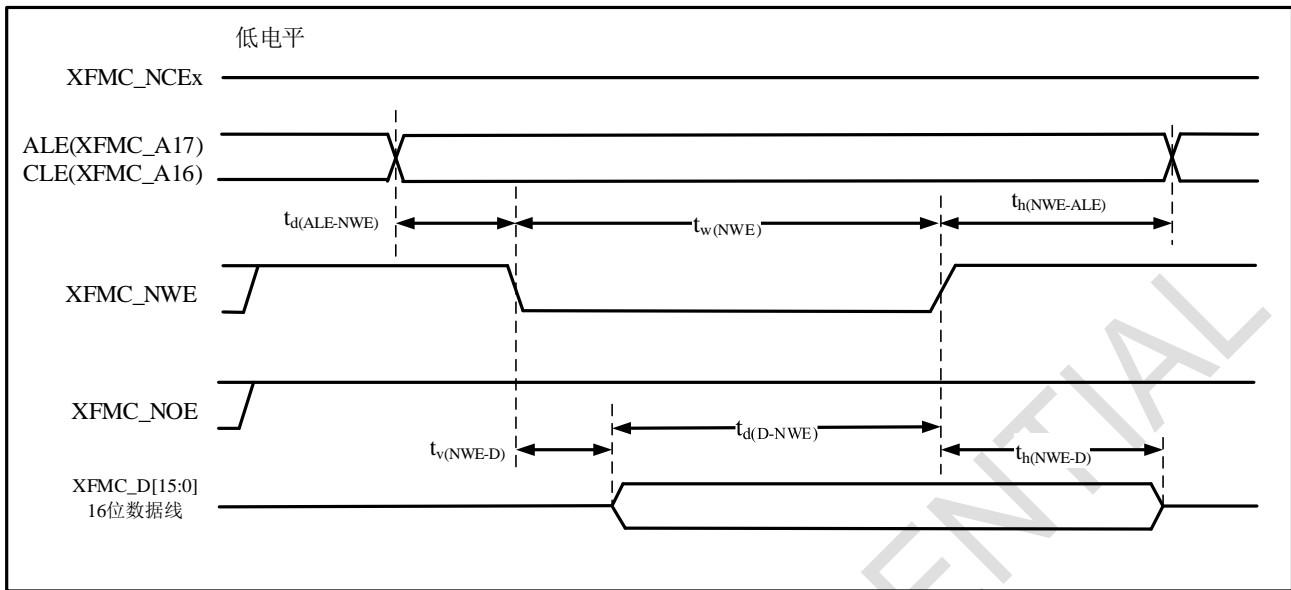 低电平
XFMC_NCEx
ALE(XFMC_A17)
CLE(XFMC_A16)
td(ALE-NWE)
tw(NWE)
th(NWE-ALE)
XFMC_NWE
XFMC_NOE
tv(NWE-D)
td(D-NWE)
th(NWE-D)
XFMC_D[15:0]
16位数据线
ENTIAL